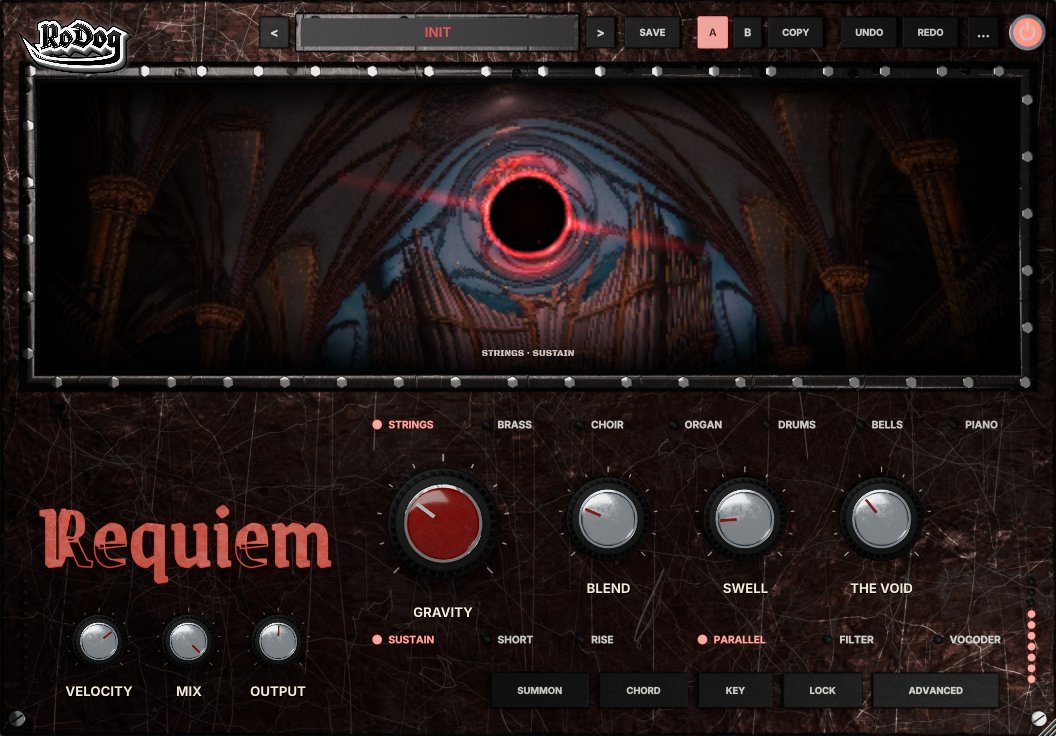 RoDog
<
INIT
>
SAVE
A
B
COPY
UNDO
REDO
...
STRINGS · SUSTAIN
STRINGS
BRASS
CHOIR
ORGAN
DRUMS
BELLS
PIANO
Requiem
GRAVITY
BLEND
SWELL
THE VOID
SUSTAIN
SHORT
RISE
PARALLEL
FILTER
VOCODER
VELOCITY
MIX
OUTPUT
SUMMON
CHORD
KEY
LOCK
ADVANCED